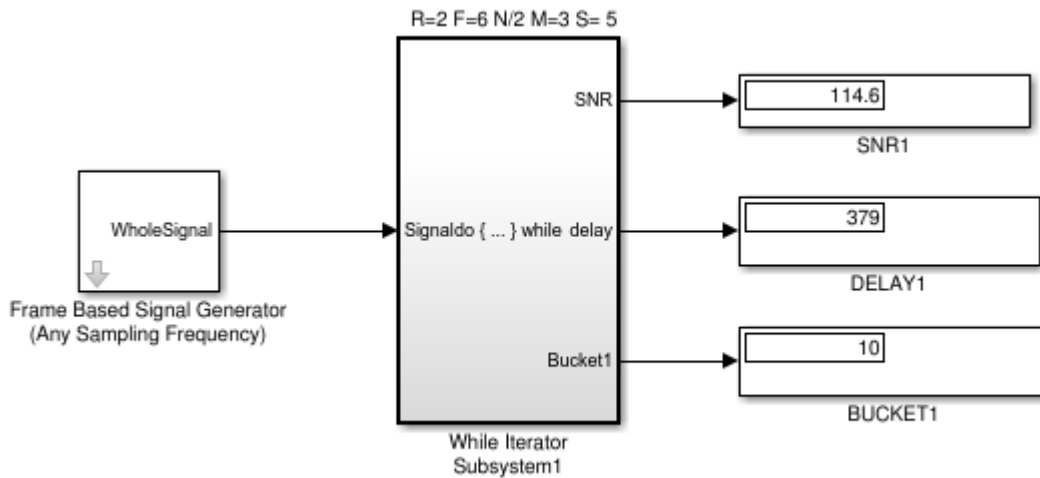 R=2 F=6 N/2 M=3 S= 5
WholeSignal
Frame Based Signal Generator
(Any Sampling Frequency)
SNR
Signaldo { ... } while delay
Bucket1
While Iterator
Subsystem1
114.6
SNR1
379
DELAY1
10
BUCKET1